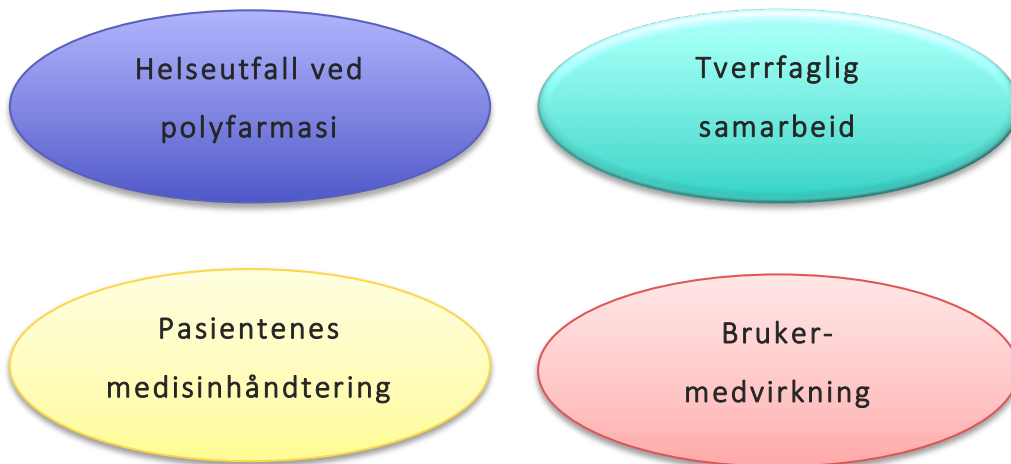 Helseutfall ved
polyfarmasi
Tverrfaglig
samarbeid
Pasientenes
medisinhåndtering
Bruker-
medvirkning